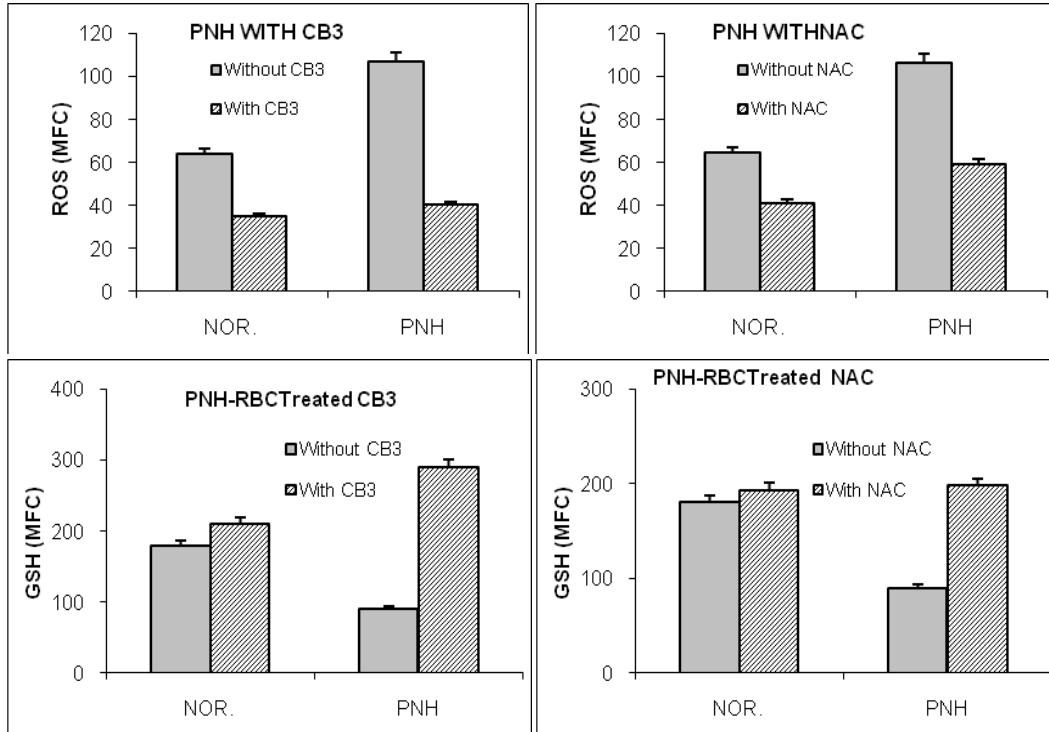 PNH WITH CB3
Without CB3
With CB3
ROS (MFC)
120
100
80
60
40
20
0
NOR.
PNH
PNH WITHNAC
Without NAC
With NAC
ROS (MFC)
120
100
80
60
40
20
0
NOR.
PNH
PNH-RBCTreated CB3
Without CB3
With CB3
GSH (MFC)
400
300
200
100
0
NOR.
PNH
PNH-RBCTreated NAC
Without NAC
With NAC
GSH (MFC)
300
200
100
0
NOR.
PNH